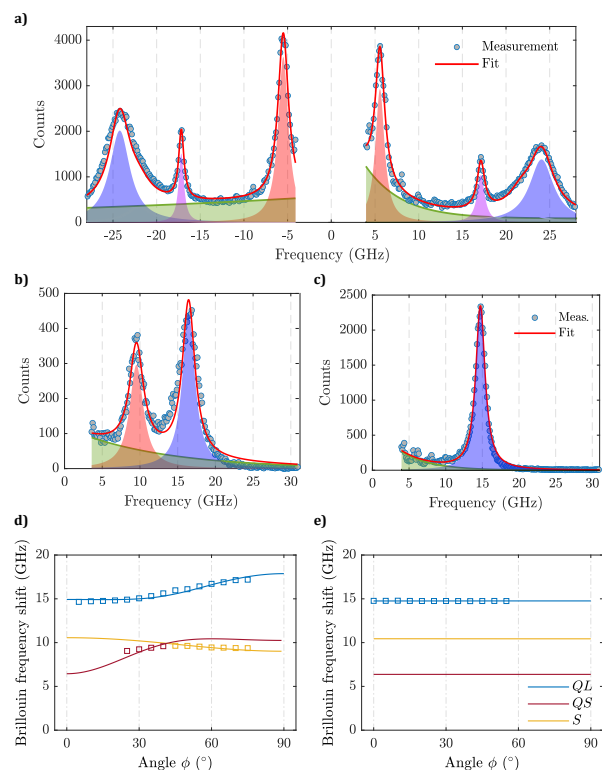 a)
4000
3000
2000
1000
0
Counts
Measurement
Fit
-25 -20 -15 -10 -5 0 5 10 15 20 25
Frequency (GHz)
b)
500
400
300
200
100
0
Counts
5 10 15 20 25 30
Frequency (GHz)
c)
2500
2000
1500
1000
500
0
Counts
Meas.
Fit
5 10 15 20 25 30
Frequency (GHz)
d)
20
15
10
5
0
Brillouin frequency shift (GHz)
0 30 60 90
Angle ϕ (°)
e)
20
15
10
5
0
Brillouin frequency shift (GHz)
QL
QS
S
0 30 60 90
Angle ϕ (°)